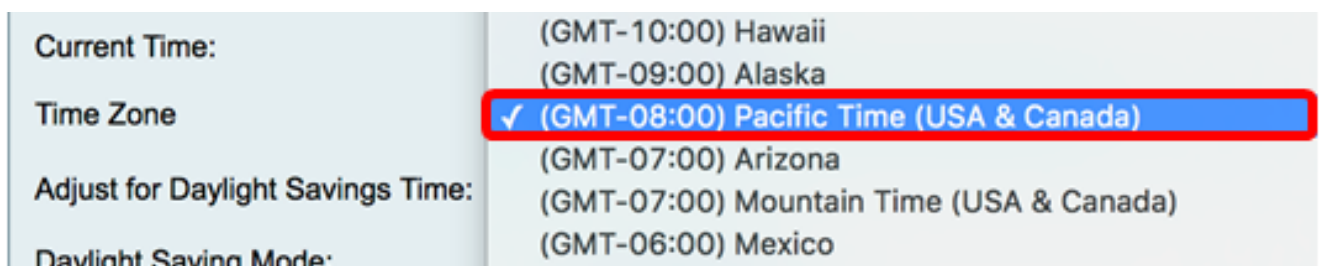 Current Time:
(GMT-10:00) Hawaii
(GMT-09:00) Alaska
Time Zone
✓ (GMT-08:00) Pacific Time (USA & Canada)
(GMT-07:00) Arizona
Adjust for Daylight Savings Time:
(GMT-07:00) Mountain Time (USA & Canada)
(GMT-06:00) Mexico
Daylight Saving Mode: